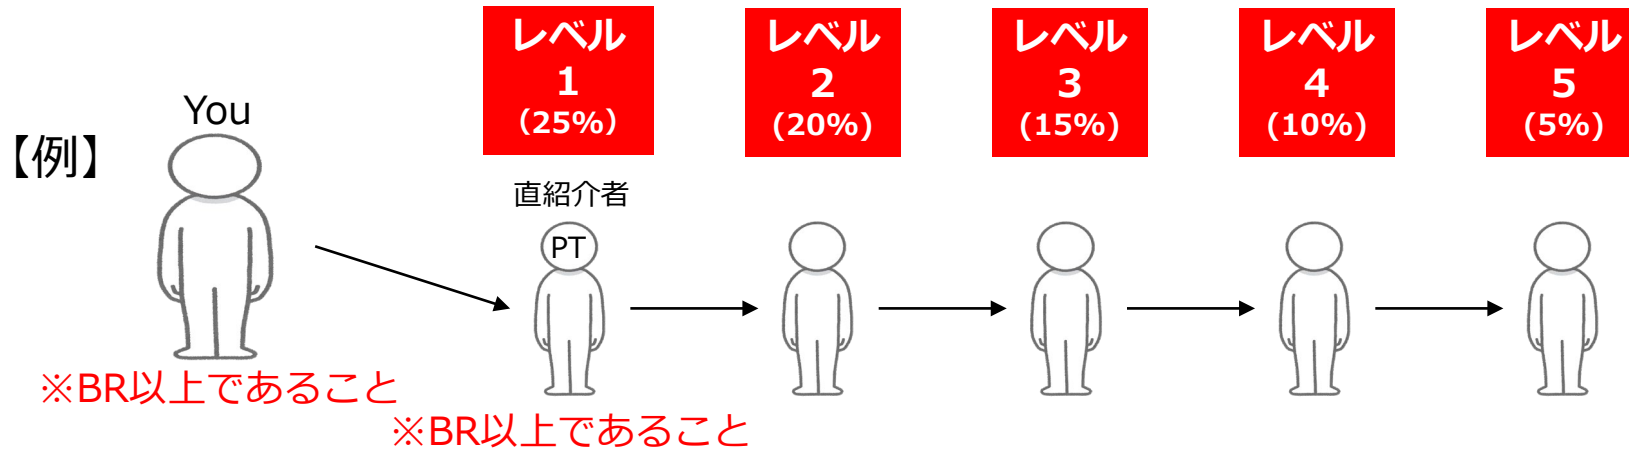 レベル
1
(25%)
レベル
2
(20%)
レベル
3
(15%)
レベル
4
(10%)
レベル
5
(5%)
You
【例】
直紹介者
PT
※BR以上であること
※BR以上であること